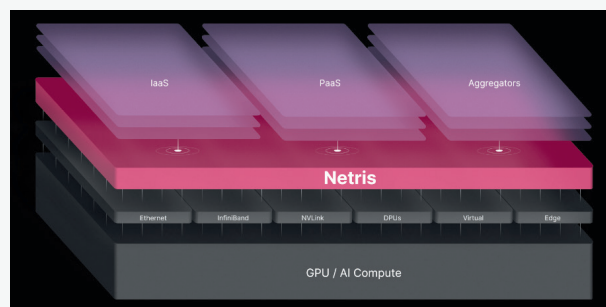 IaaS PaaS Aggregators
Netris
Ethernet InfiniBand NVLink DPUs Virtual Edge
GPU / AI Compute